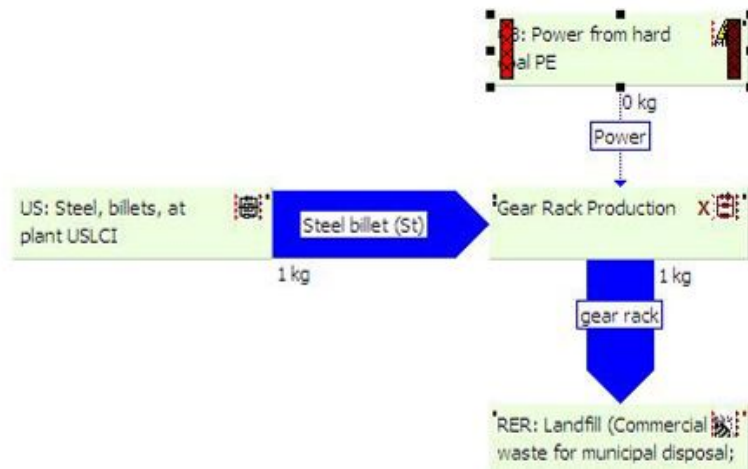 : Power from hard
al PE
0 kg
Power
US: Steel, billets, at
plant USLCI
Steel billet (St)
1 kg
Gear Rack Production
X
1 kg
gear rack
RER: Landfill (Commercial
waste for municipal disposal;